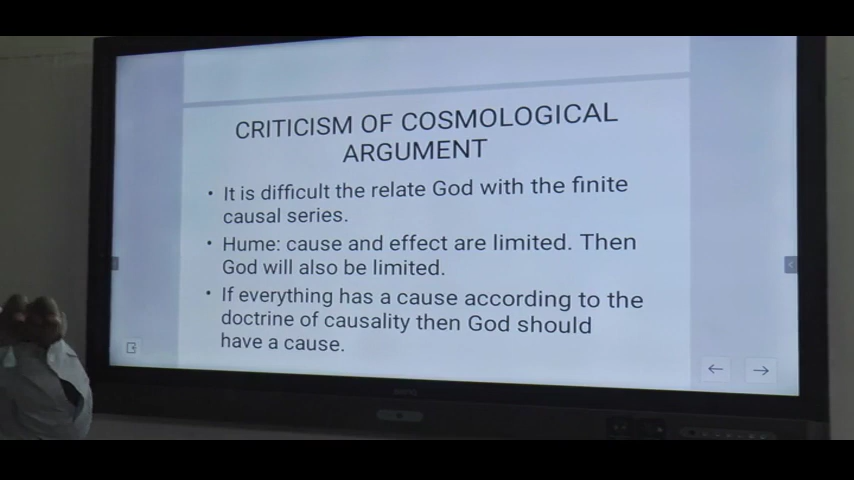 CRITICISM OF COSMOLOGICAL
ARGUMENT
• It is difficult the relate God with the finite
causal series.
• Hume: cause and effect are limited. Then
God will also be limited.
• If everything has a cause according to the
doctrine of causality then God should
have a cause.